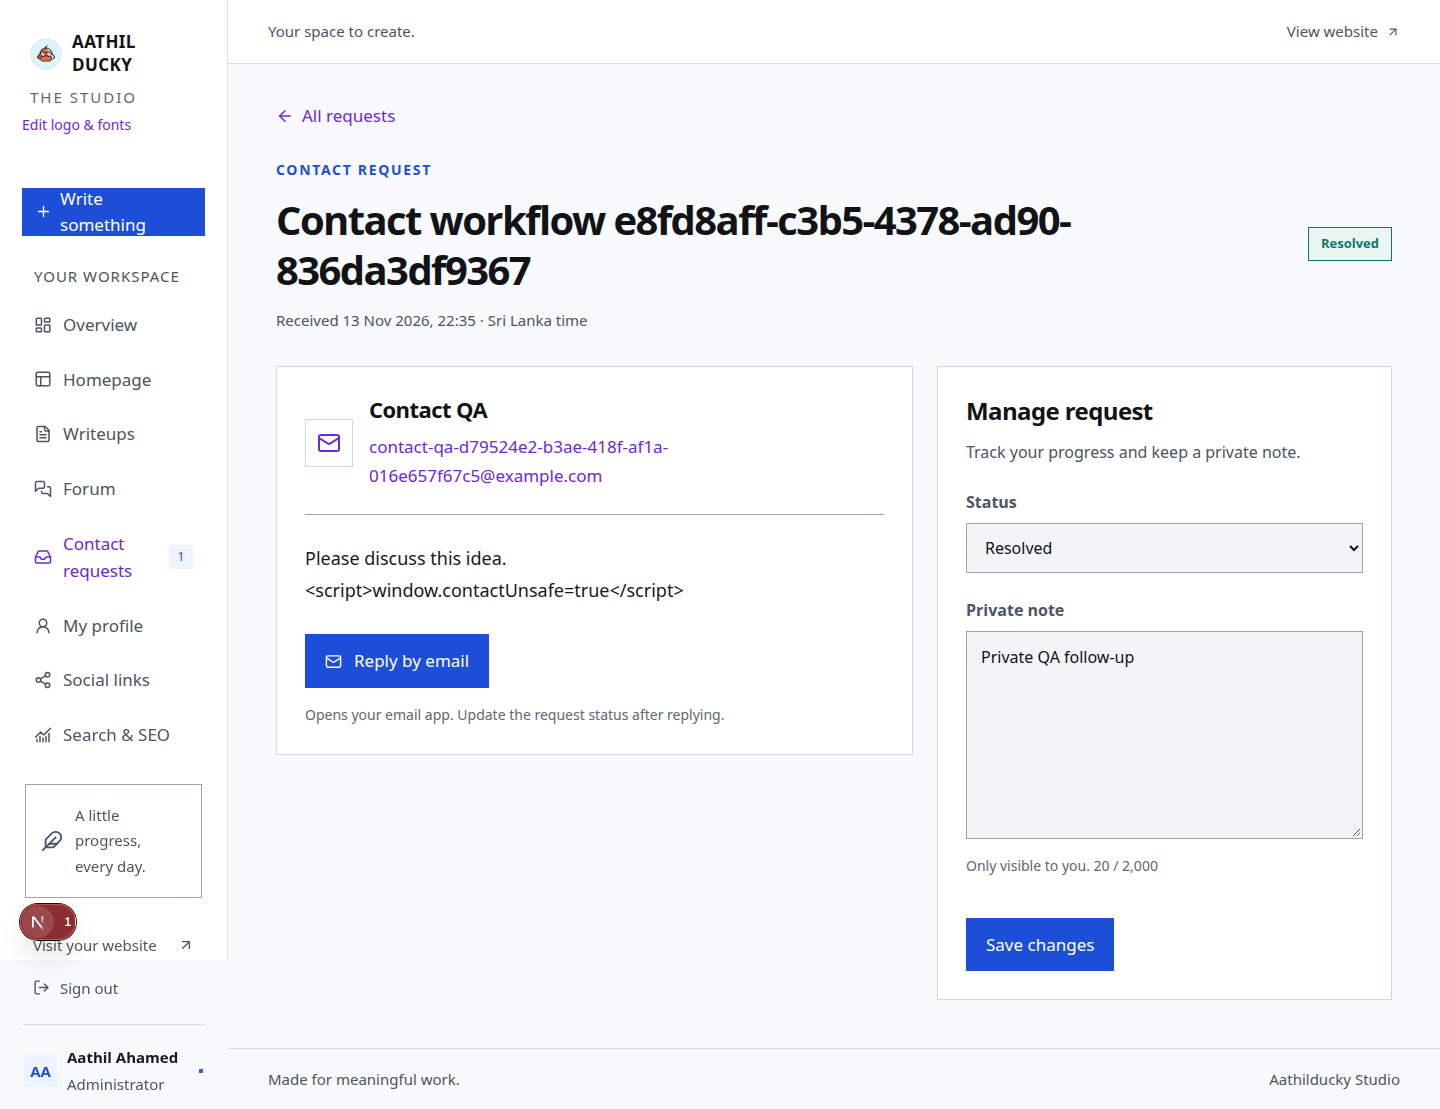 AATHIL
DUCKY
THE STUDIO
Edit logo & fonts
Write
something
YOUR WORKSPACE
Overview
Homepage
Writeups
Forum
Contact
requests
1
My profile
Social links
Search & SEO
A little
progress,
every day.
N 1
Visit your website
Sign out
AA
Aathil Ahamed
Administrator
Your space to create.
View website
All requests
CONTACT REQUEST
Contact workflow e8fd8aff-c3b5-4378-ad90-
836da3df9367
Resolved
Received 13 Nov 2026, 22:35 · Sri Lanka time
Contact QA
contact-qa-d79524e2-b3ae-418f-af1a-
016e657f67c5@example.com
Please discuss this idea.
<script>window.contactUnsafe=true</script>
Reply by email
Opens your email app. Update the request status after replying.
Manage request
Track your progress and keep a private note.
Status
Resolved
Private note
Private QA follow-up
Only visible to you. 20 / 2,000
Save changes
Made for meaningful work.
Aathilducky Studio